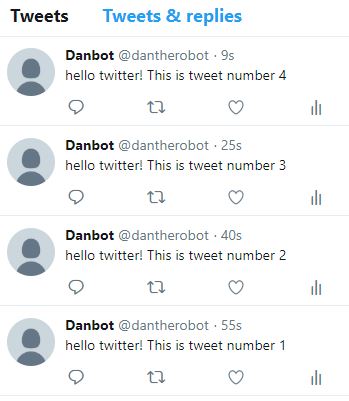 Tweets Tweets & replies
Danbot @dantherobot · 9s
hello twitter! This is tweet number 4
Danbot @dantherobot · 25s
hello twitter! This is tweet number 3
Danbot @dantherobot · 40s
hello twitter! This is tweet number 2
Danbot @dantherobot · 55s
hello twitter! This is tweet number 1